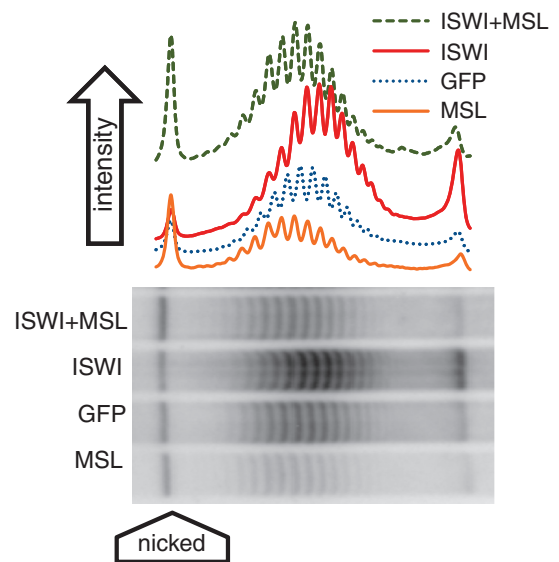 ISWI+MSL
ISWI
GFP
MSL
intensity
ISWI+MSL
ISWI
GFP
MSL
nicked